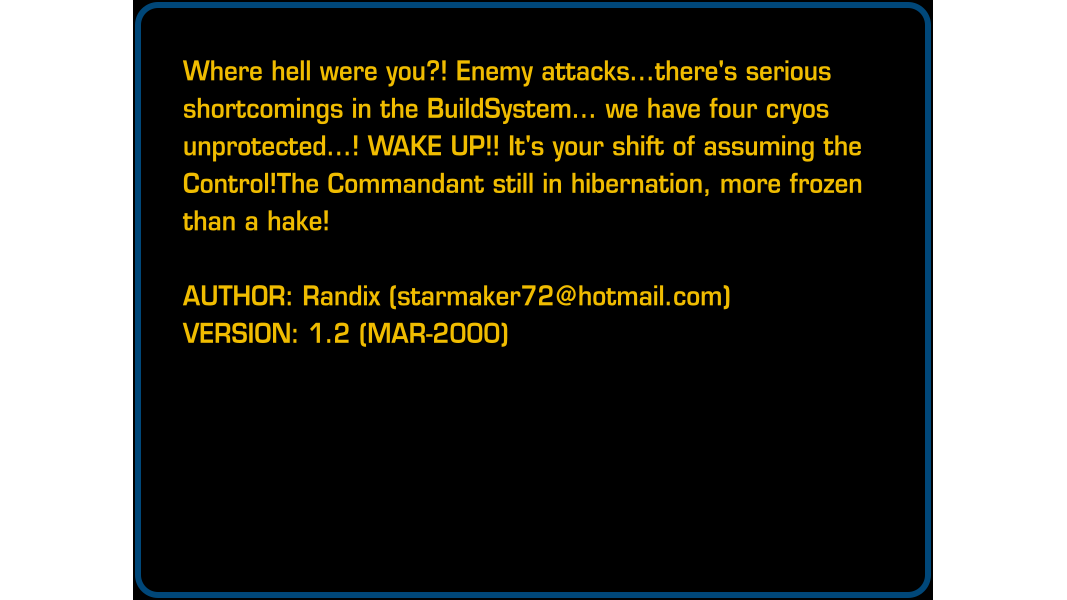 Where hell were you?! Enemy attacks...there's serious
shortcomings in the BuildSystem... we have four cryos
unprotected...! WAKE UP!! It's your shift of assuming the
Control!The Commandant still in hibernation, more frozen
than a hake!
AUTHOR: Randix (starmaker72@hotmail.com)
VERSION: 1.2 (MAR-2000)